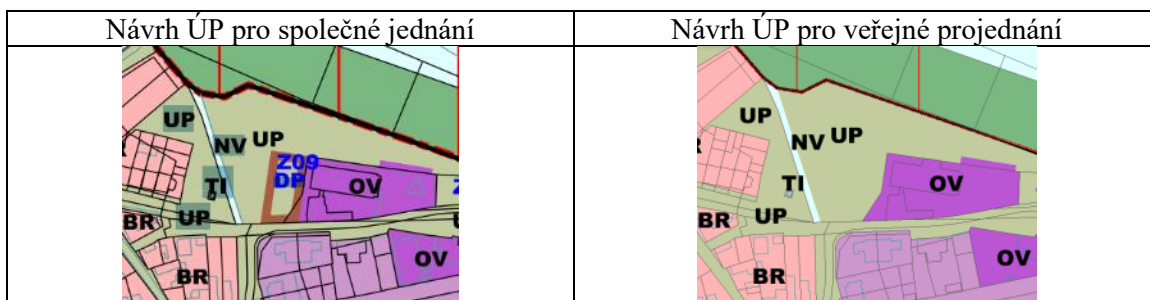 Návrh ÚP pro společné jednání
Návrh ÚP pro veřejné projednání
UP
NV UP
Z09
DP
TI
OV
BR
UP
OV
BR
UP
NV UP
TI
OV
BR
UP
OV
BR